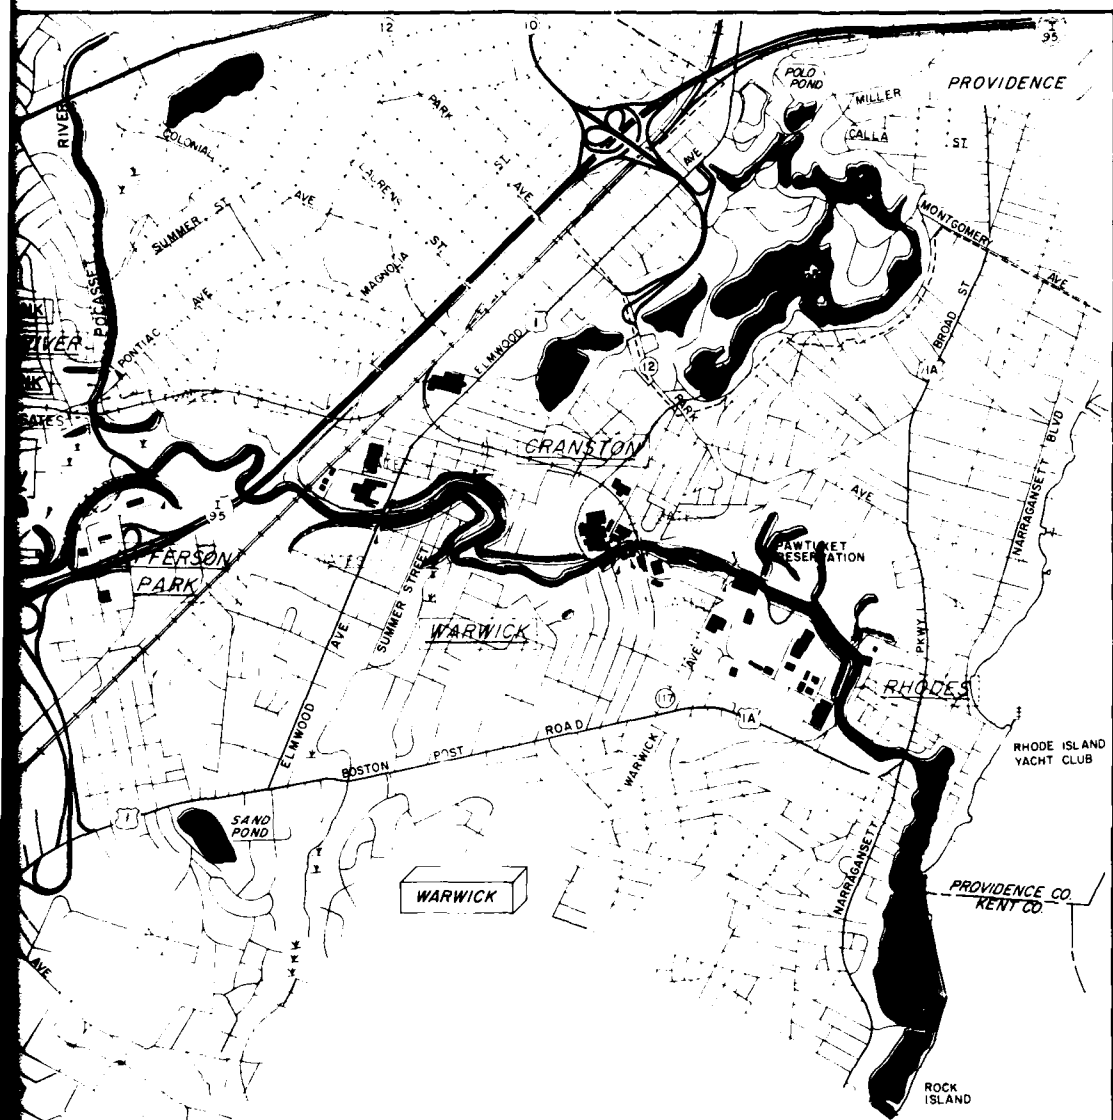 12
10
I
95
POLO
POND
PROVIDENCE
MILLER
PARK
RIVER
COLONIAL
CALLA
ST.
AVE
ST.
LAURENS
AVE
AVE
SUMMER ST.
MONTGOMERY
ST.
POCASSET
MAGNOLIA
AVE
AVE
1
ELMWOOD
BROAD ST
RIVER
PONTIAC
12
1A
PARK
GATES
NARRAGANSETT BLVD
CRANSTON
AVE
I
95
PAWTUXET
RESERVATION
JEFFERSON
PARK
SUMMER STREET
WARWICK
AVE
AVE
PKWY
RHODES
117
1A
ELMWOOD
BOSTON POST ROAD
WARWICK
RHODE ISLAND
YACHT CLUB
1
SAND
POND
NARRAGANSETT
WARWICK
PROVIDENCE CO.
KENT CO.
AVE
ROCK
ISLAND